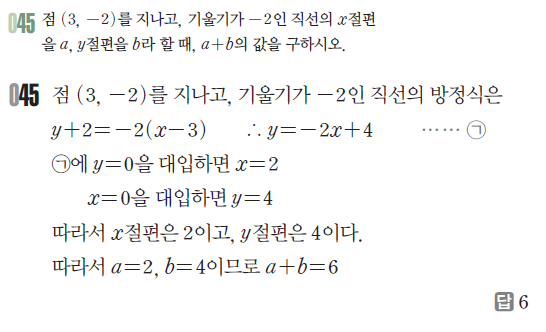 045 점 (3, -2)를 지나고, 기울기가 -2인 직선의 x절편
을 a, y절편을 b라 할 때, a+b의 값을 구하시오.
045 점 (3, -2)를 지나고, 기울기가 -2인 직선의 방정식은
y+2=-2(x-3) ∴ y=-2x+4 …… ㉠
㉠에 y=0을 대입하면 x=2
x=0을 대입하면 y=4
따라서 x절편은 2이고, y절편은 4이다.
따라서 a=2, b=4이므로 a+b=6
답 6